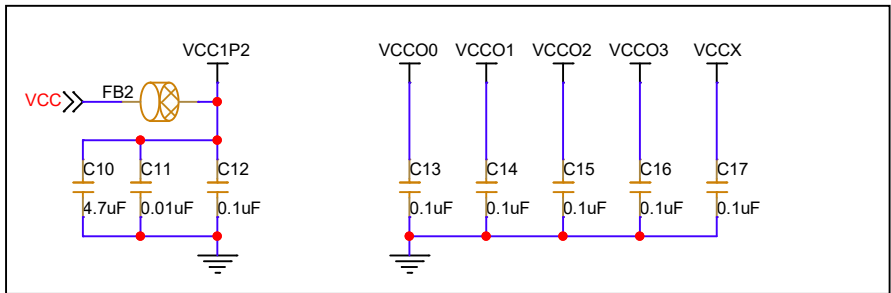 VCC1P2 VCCO0 VCCO1 VCCO2 VCCO3 VCCX
VCC FB2
C10 C11 C12 C13 C14 C15 C16 C17
4.7uF 0.01uF 0.1uF 0.1uF 0.1uF 0.1uF 0.1uF 0.1uF